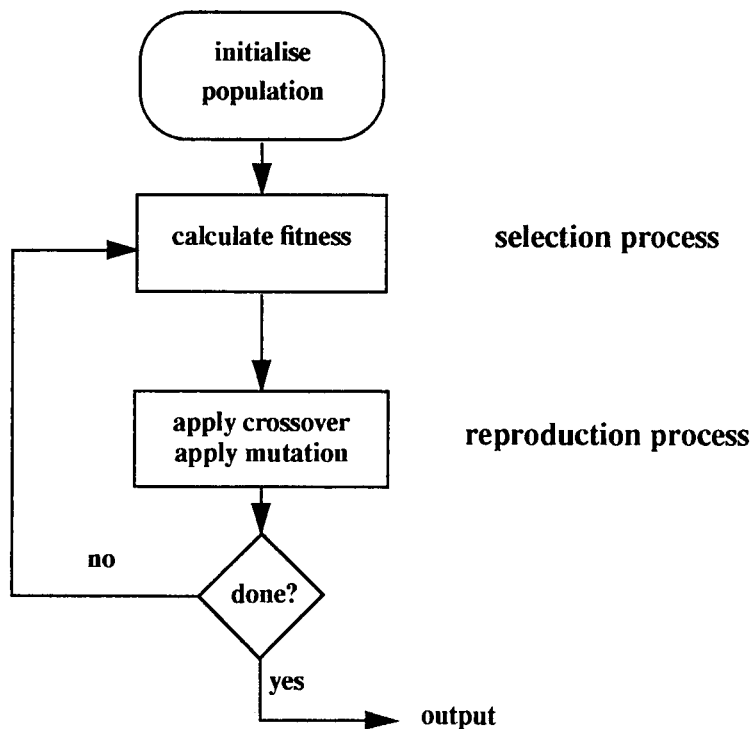 initialise
population
calculate fitness
selection process
apply crossover
apply mutation
reproduction process
no
done?
yes
output